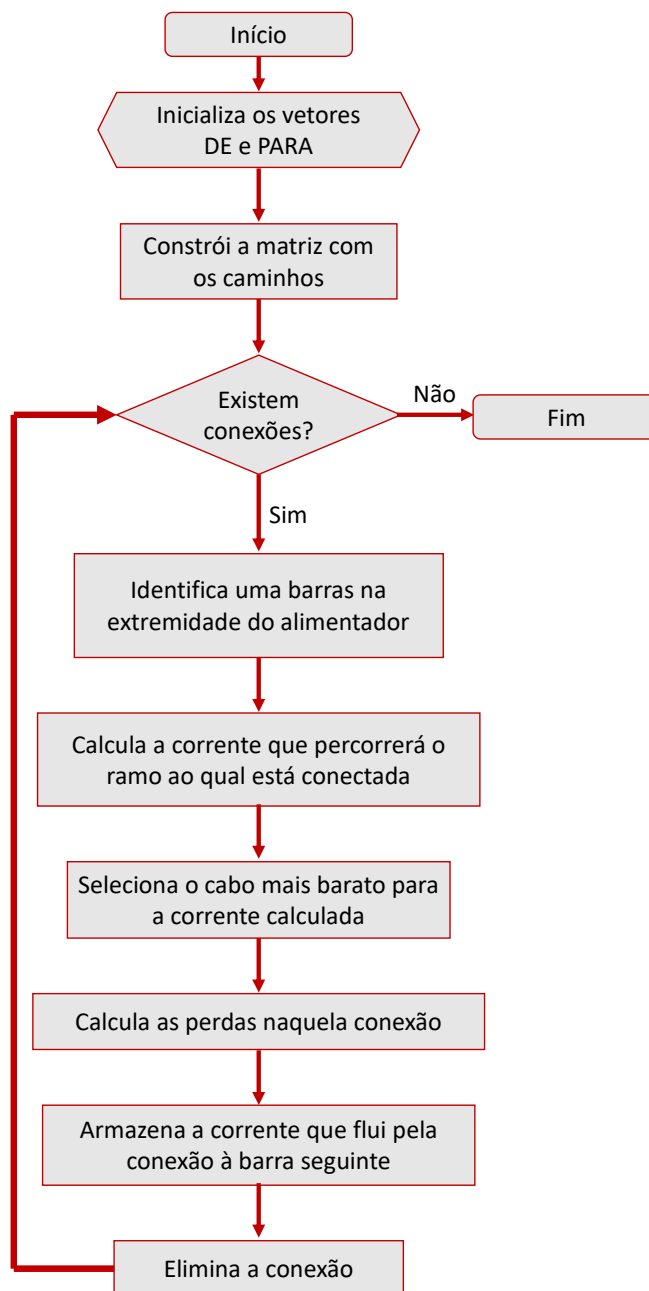 Início
Inicializa os vetores
DE e PARA
Constrói a matriz com
os caminhos
Existem
conexões?
Não
Fim
Sim
Identifica uma barras na
extremidade do alimentador
Calcula a corrente que percorrerá o
ramo ao qual está conectada
Seleciona o cabo mais barato para
a corrente calculada
Calcula as perdas naquela conexão
Armazena a corrente que flui pela
conexão à barra seguinte
Elimina a conexão